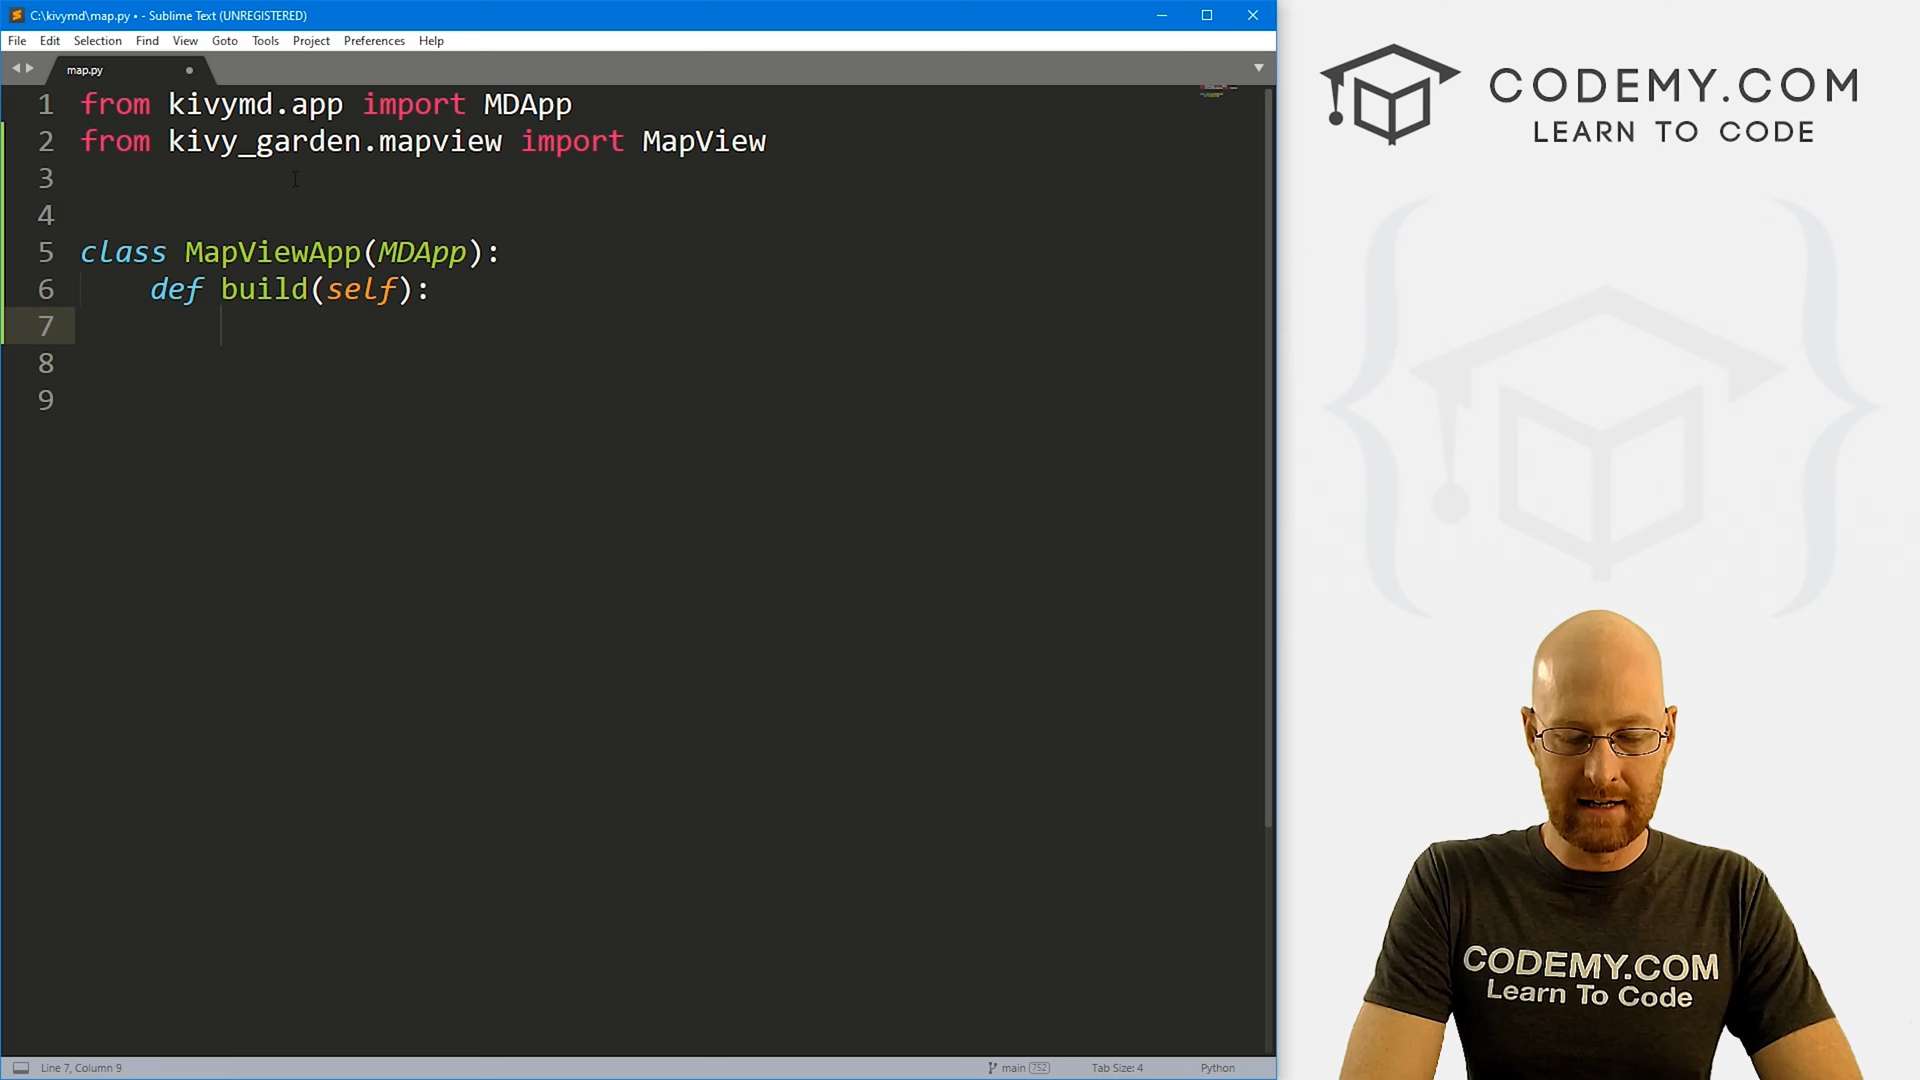 C:\kivymd\map.py • - Sublime Text (UNREGISTERED)
File Edit Selection Find View Goto Tools Project Preferences Help
map.py
1 from kivymd.app import MDApp
2 from kivy_garden.mapview import MapView
3
4
5 class MapViewApp(MDApp):
6 def build(self):
7
8
9
Line 7, Column 9
main 752
Tab Size: 4
Python
CODEMY.COM
LEARN TO CODE
CODEMY.COM
Learn To Code